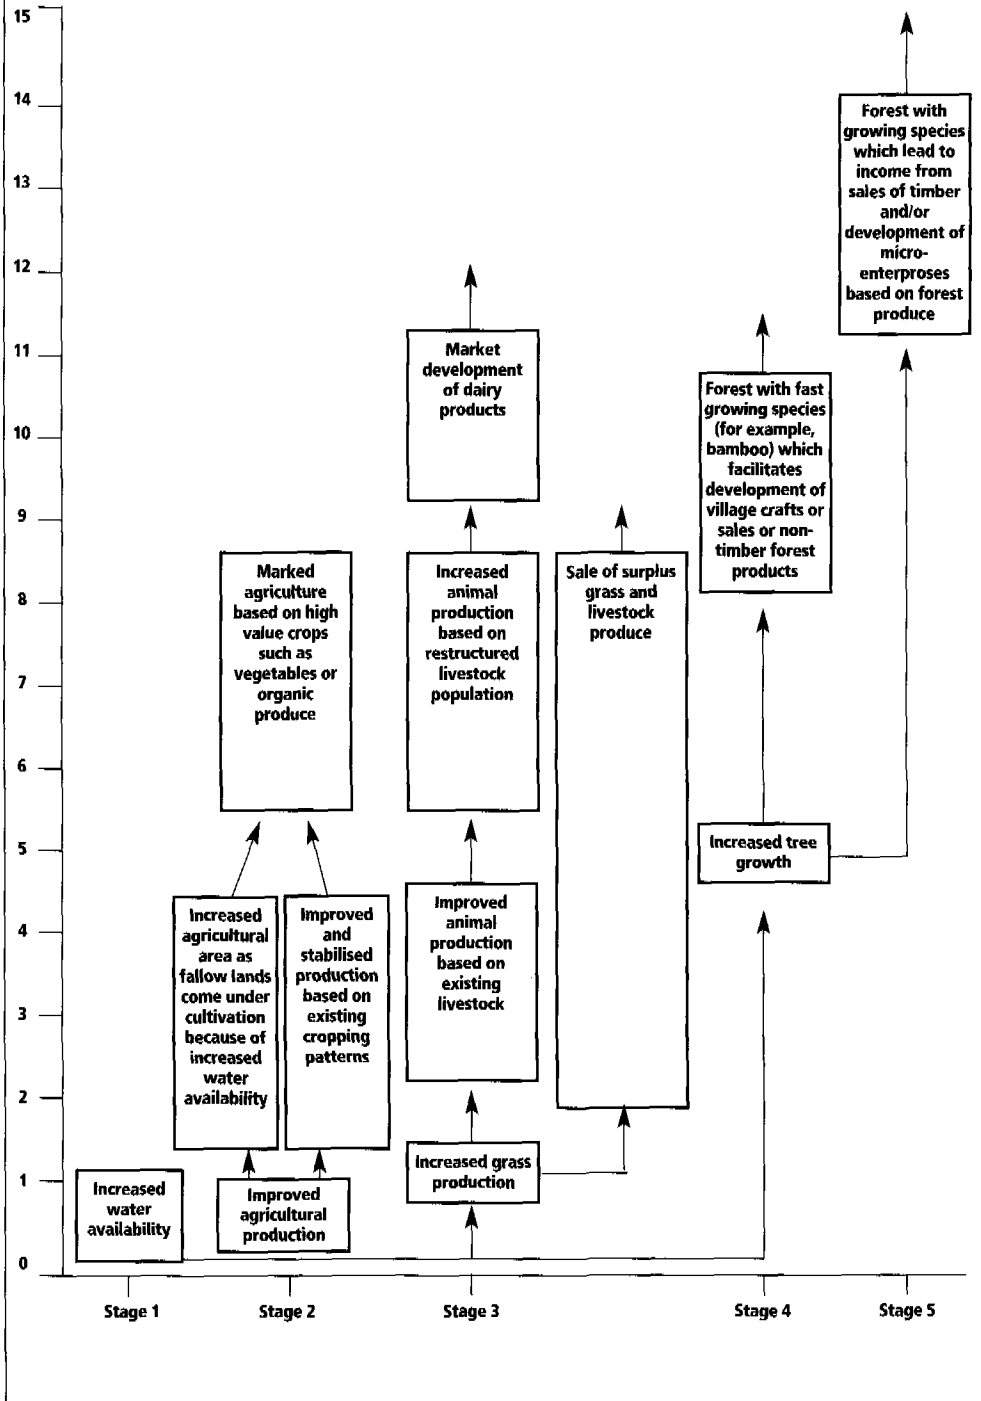 15
14
13
12
11
10
9
8
7
6
5
4
3
2
1
0
Increased
water
availability
Improved
agricultural
production
Increased
agricultural
area as
fallow lands
come under
cultivation
because of
increased
water
availability
Improved
and
stabilised
production
based on
existing
cropping
patterns
Marked
agriculture
based on high
value crops
such as
vegetables or
organic
produce
Increased grass
production
Improved
animal
production
based on
existing
livestock
Increased
animal
production
based on
restructured
livestock
population
Market
development
of dairy
products
Sale of surplus
grass and
livestock
produce
Increased tree
growth
Forest with fast
growing species
(for example,
bamboo) which
facilitates
development of
village crafts or
sales or non-
timber forest
products
Forest with
growing species
which lead to
income from
sales of timber
and/or
development of
micro-
enterproses
based on forest
produce
Stage 1
Stage 2
Stage 3
Stage 4
Stage 5